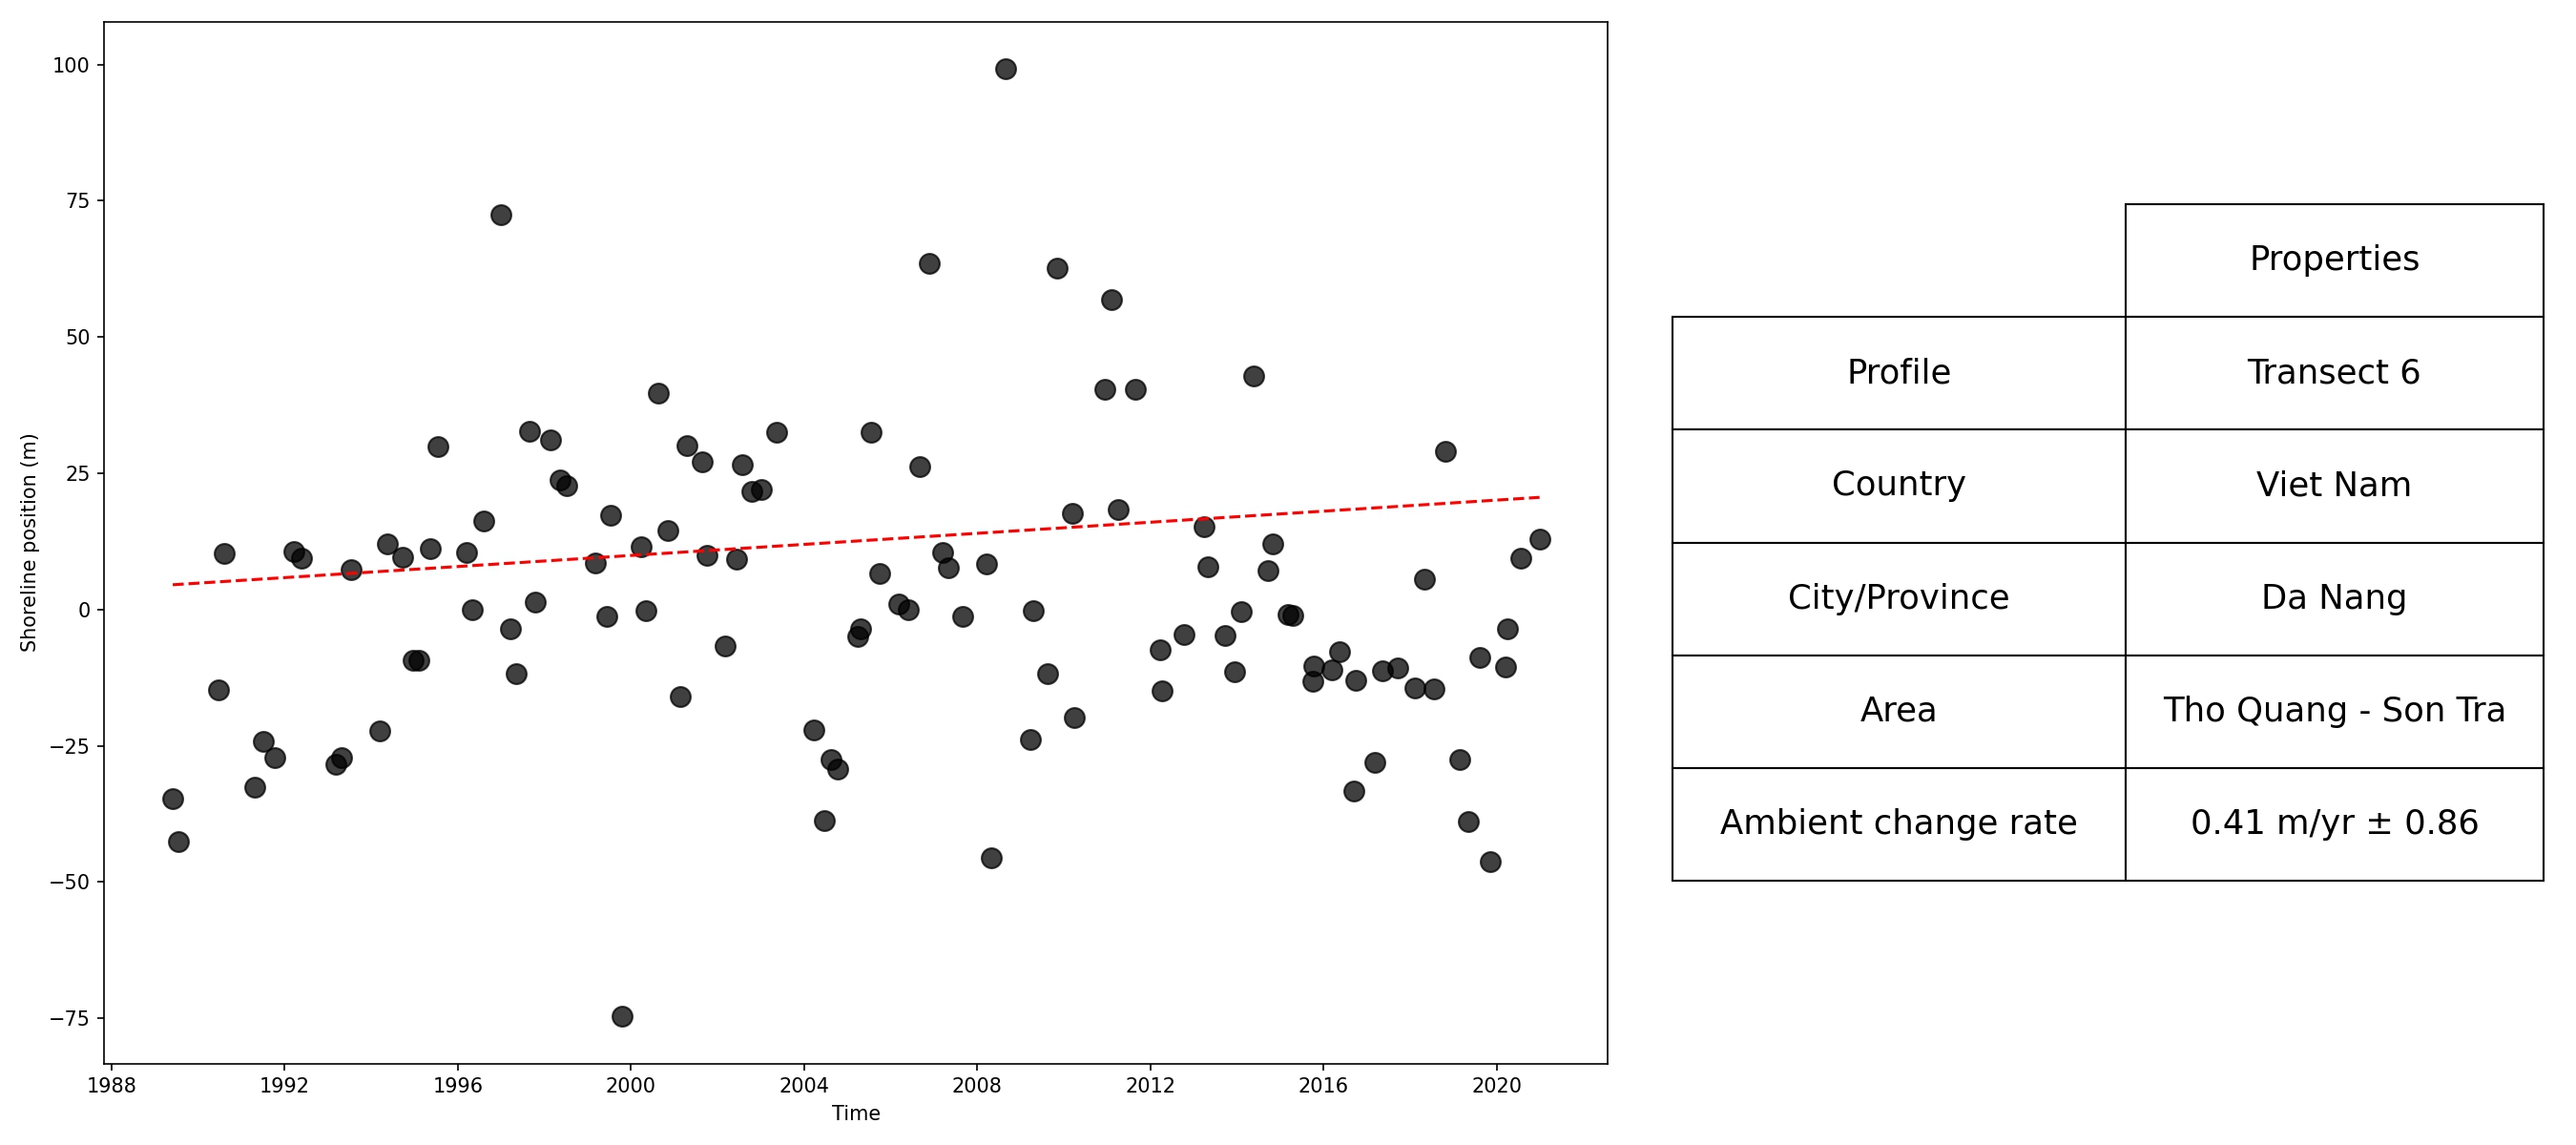 100
75
50
25
0
−25
−50
−75
Shoreline position (m)
1988 1992 1996 2000 2004 2008 2012 2016 2020
Time
Properties
Profile Transect 6
Country Viet Nam
City/Province Da Nang
Area Tho Quang - Son Tra
Ambient change rate 0.41 m/yr ± 0.86